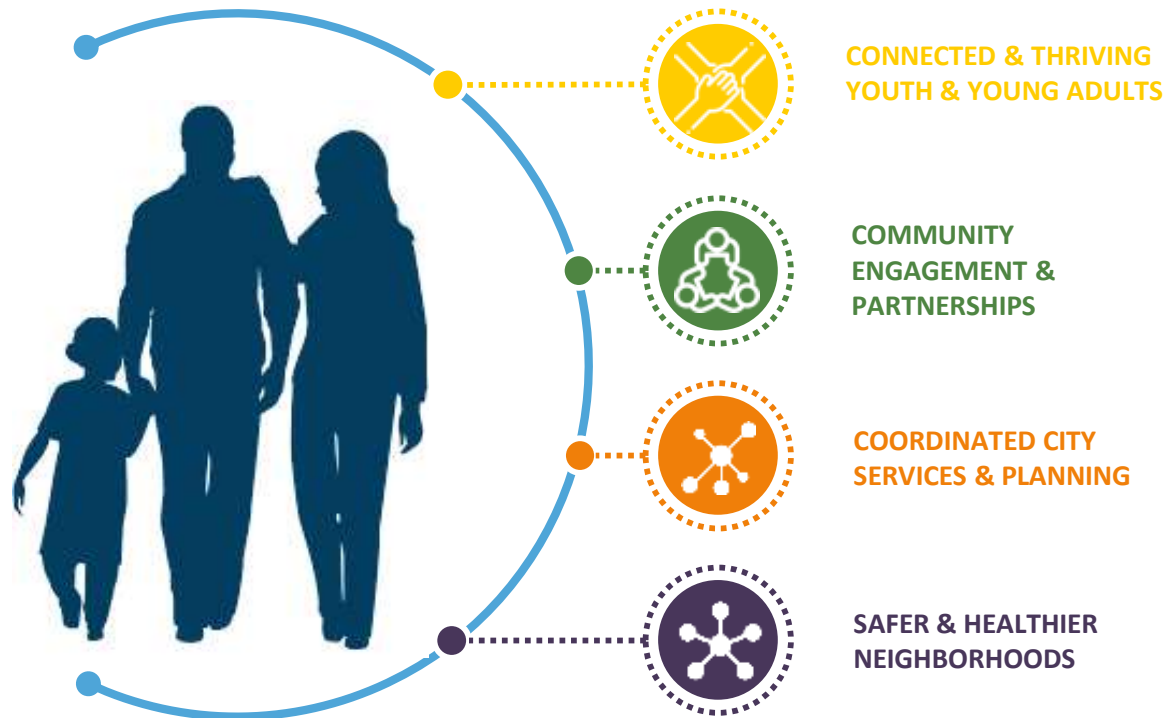 CONNECTED & THRIVING
YOUTH & YOUNG ADULTS
COMMUNITY
ENGAGEMENT &
PARTNERSHIPS
COORDINATED CITY
SERVICES & PLANNING
SAFER & HEALTHIER
NEIGHBORHOODS